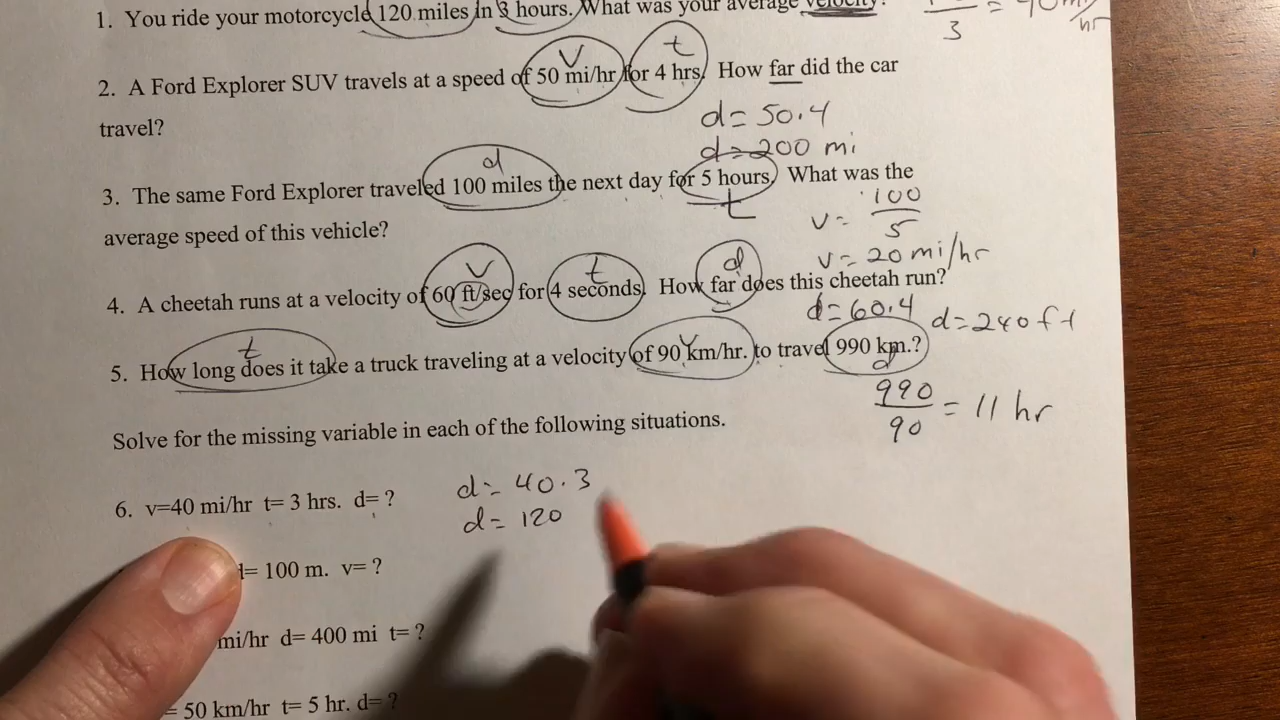 1. You ride your motorcycle 120 miles in 3 hours. What was your average velocity?
3 = 40 mi/hr
v t
2. A Ford Explorer SUV travels at a speed of 50 mi/hr for 4 hrs. How far did the car
travel?
d= 50.4
d= 200 mi
d
3. The same Ford Explorer traveled 100 miles the next day for 5 hours. What was the
t
average speed of this vehicle?
v= 100
5
v= 20 mi/hr
v t d
4. A cheetah runs at a velocity of 60 ft/sec for 4 seconds. How far does this cheetah run?
d=60.4 d=240 ft
t v
5. How long does it take a truck traveling at a velocity of 90 km/hr. to travel 990 km.?
d
990
90 = 11 hr
Solve for the missing variable in each of the following situations.
6. v=40 mi/hr t= 3 hrs. d= ?
d= 40.3
d= 120
d= 100 m. v= ?
mi/hr d= 400 mi t= ?
= 50 km/hr t= 5 hr. d= ?